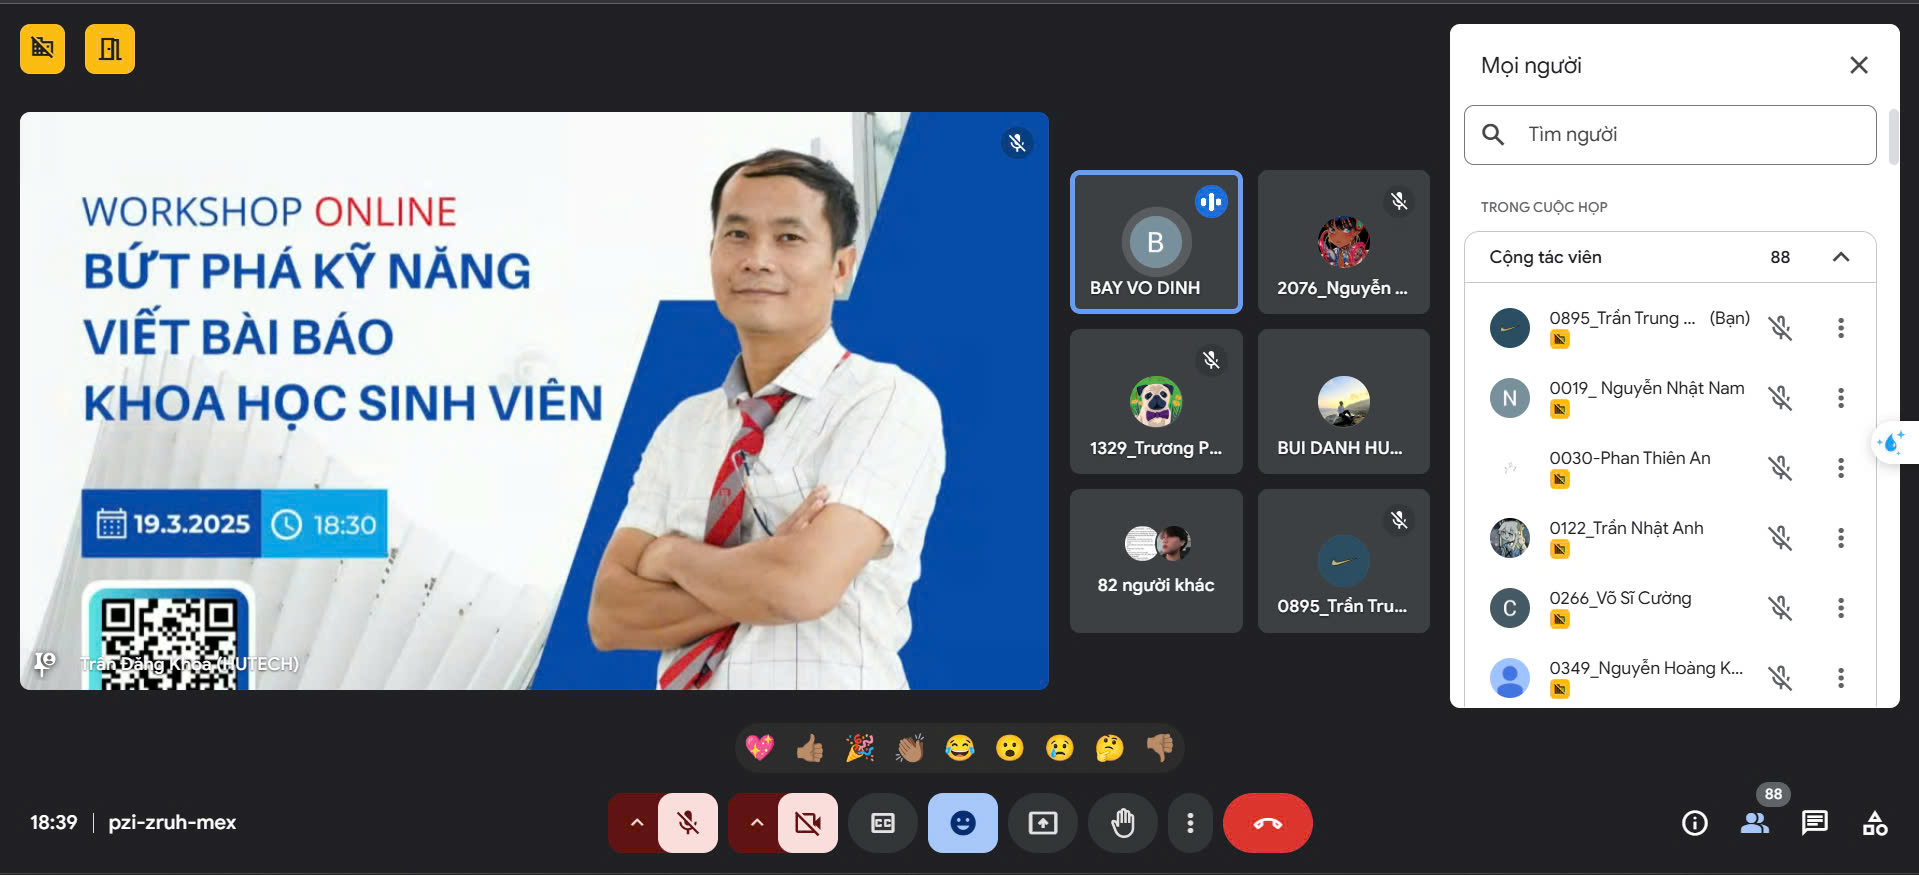 WORKSHOP ONLINE
BỨT PHÁ KỸ NĂNG
VIẾT BÀI BÁO
KHOA HỌC SINH VIÊN
19.3.2025 18:30
Trần Đăng Khoa (HUTECH)
B
BAY VO DINH
2076_Nguyễn ...
1329_Trương P...
BUI DANH HU...
82 người khác
0895_Trần Tru...
Mọi người
Tìm người
TRONG CUỘC HỌP
Cộng tác viên 88
0895_Trần Trung ... (Bạn)
N
0019_ Nguyễn Nhật Nam
0030-Phan Thiên An
0122_Trần Nhật Anh
C
0266_Võ Sĩ Cường
0349_Nguyễn Hoàng K...
18:39 | pzi-zruh-mex
CC
88